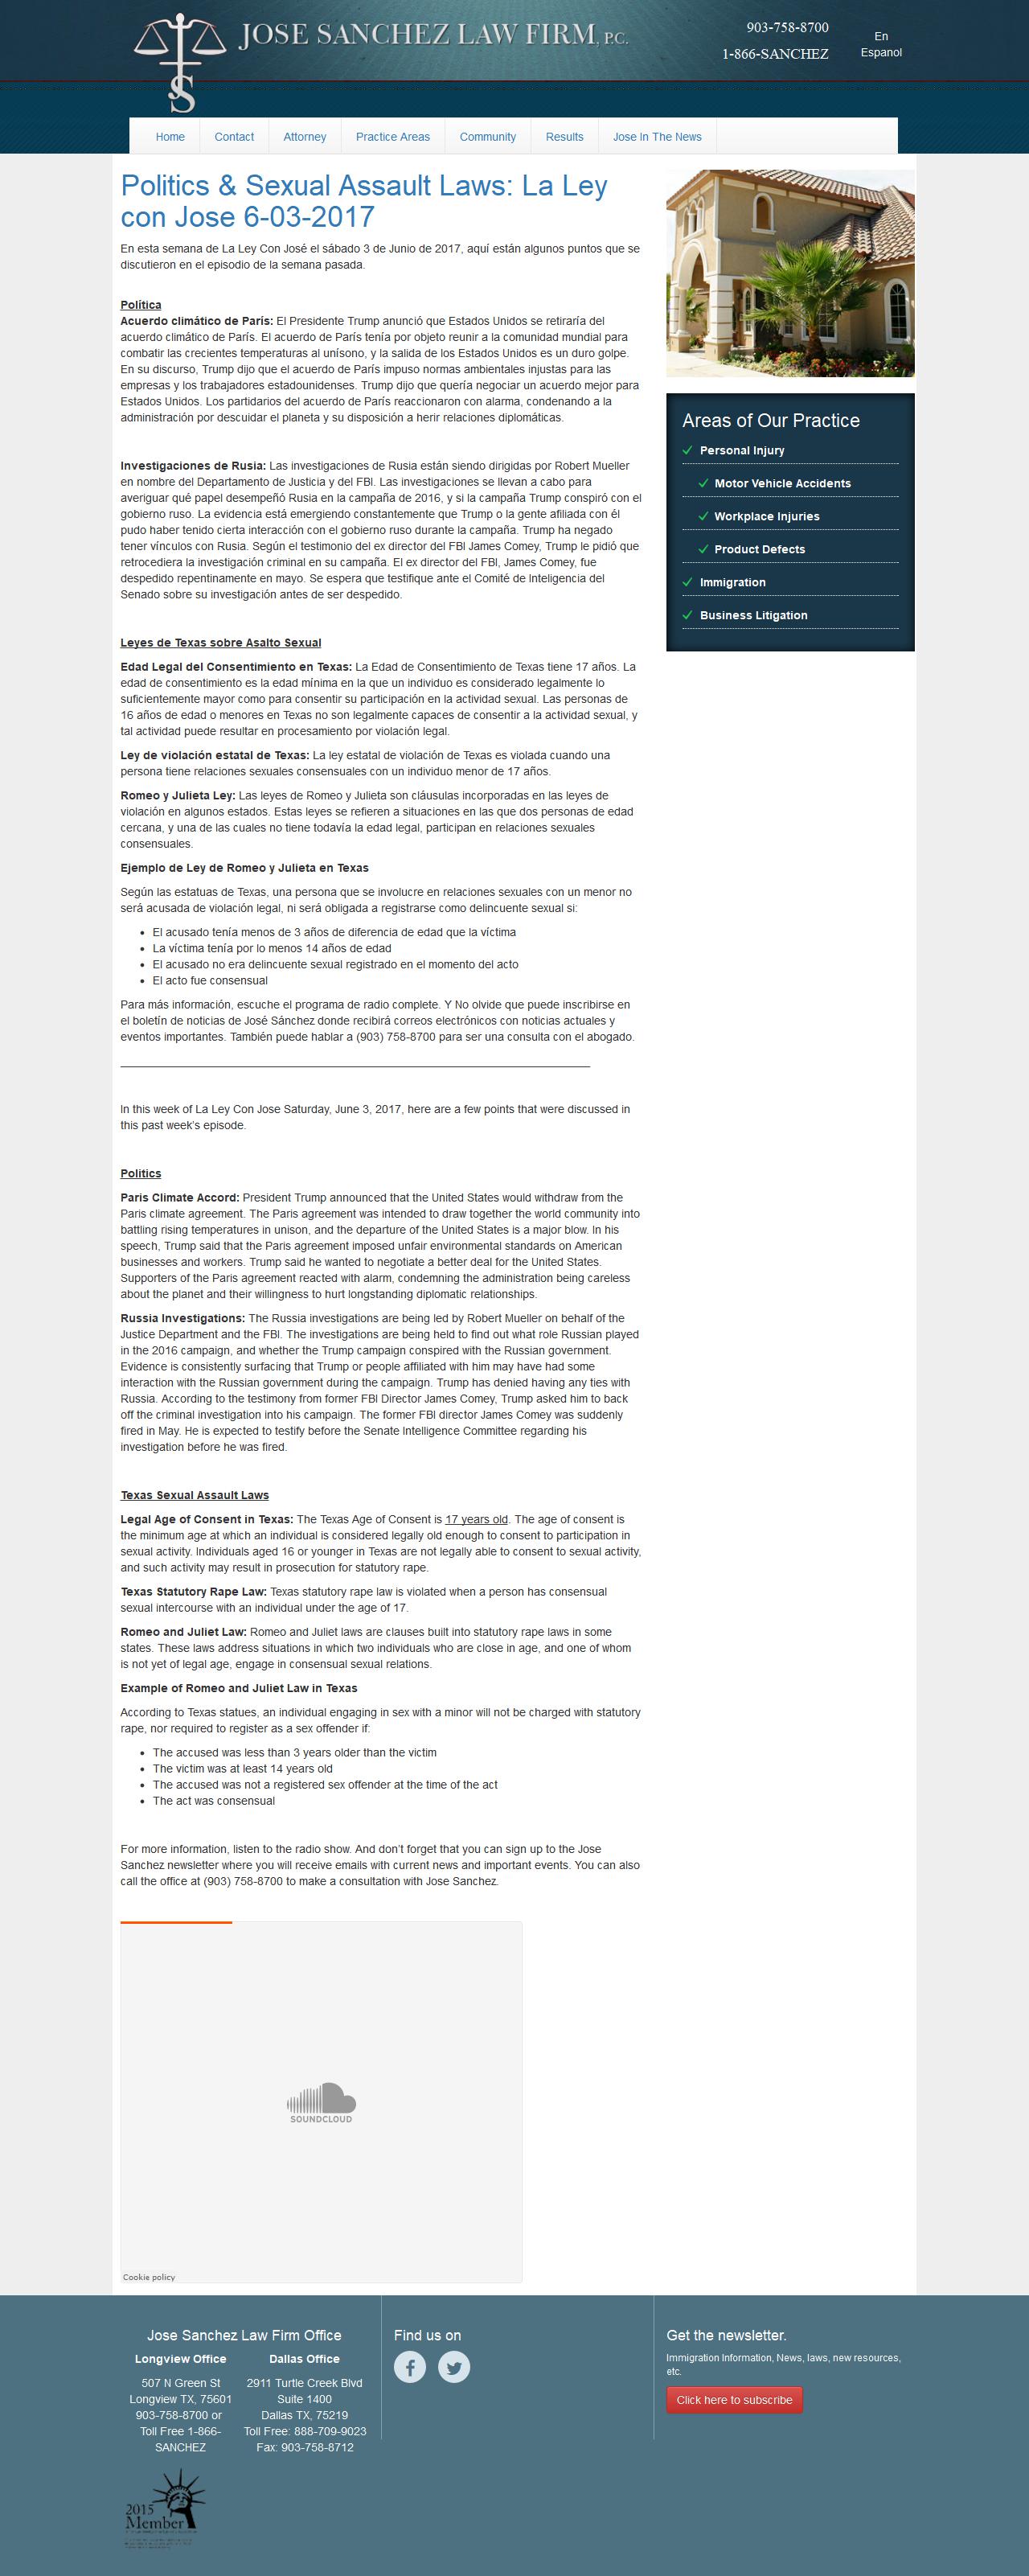 JOSE SANCHEZ LAW FIRM, P.C.
903-758-8700
1-866-SANCHEZ
En
Espanol
JS
Home Contact Attorney Practice Areas Community Results Jose In The News
Politics & Sexual Assault Laws: La Ley
con Jose 6-03-2017
En esta semana de La Ley Con José el sábado 3 de Junio de 2017, aquí están algunos puntos que se
discutieron en el episodio de la semana pasada.
Política
Acuerdo climático de París: El Presidente Trump anunció que Estados Unidos se retiraría del
acuerdo climático de París. El acuerdo de París tenía por objeto reunir a la comunidad mundial para
combatir las crecientes temperaturas al unísono, y la salida de los Estados Unidos es un duro golpe.
En su discurso, Trump dijo que el acuerdo de París impuso normas ambientales injustas para las
empresas y los trabajadores estadounidenses. Trump dijo que quería negociar un acuerdo mejor para
Estados Unidos. Los partidarios del acuerdo de París reaccionaron con alarma, condenando a la
administración por descuidar el planeta y su disposición a herir relaciones diplomáticas.
Investigaciones de Rusia: Las investigaciones de Rusia están siendo dirigidas por Robert Mueller
en nombre del Departamento de Justicia y del FBI. Las investigaciones se llevan a cabo para
averiguar qué papel desempeñó Rusia en la campaña de 2016, y si la campaña Trump conspiró con el
gobierno ruso. La evidencia está emergiendo constantemente que Trump o la gente afiliada con él
pudo haber tenido cierta interacción con el gobierno ruso durante la campaña. Trump ha negado
tener vínculos con Rusia. Según el testimonio del ex director del FBI James Comey, Trump le pidió que
retrocediera la investigación criminal en su campaña. El ex director del FBI, James Comey, fue
despedido repentinamente en mayo. Se espera que testifique ante el Comité de Inteligencia del
Senado sobre su investigación antes de ser despedido.
Leyes de Texas sobre Asalto Sexual
Edad Legal del Consentimiento en Texas: La Edad de Consentimiento de Texas tiene 17 años. La
edad de consentimiento es la edad mínima en la que un individuo es considerado legalmente lo
suficientemente mayor como para consentir su participación en la actividad sexual. Las personas de
16 años de edad o menores en Texas no son legalmente capaces de consentir a la actividad sexual, y
tal actividad puede resultar en procesamiento por violación legal.
Ley de violación estatal de Texas: La ley estatal de violación de Texas es violada cuando una
persona tiene relaciones sexuales consensuales con un individuo menor de 17 años.
Romeo y Julieta Ley: Las leyes de Romeo y Julieta son cláusulas incorporadas en las leyes de
violación en algunos estados. Estas leyes se refieren a situaciones en las que dos personas de edad
cercana, y una de las cuales no tiene todavía la edad legal, participan en relaciones sexuales
consensuales.
Ejemplo de Ley de Romeo y Julieta en Texas
Según las estatuas de Texas, una persona que se involucre en relaciones sexuales con un menor no
será acusada de violación legal, ni será obligada a registrarse como delincuente sexual si:
• El acusado tenía menos de 3 años de diferencia de edad que la víctima
• La víctima tenía por lo menos 14 años de edad
• El acusado no era delincuente sexual registrado en el momento del acto
• El acto fue consensual
Para más información, escuche el programa de radio complete. Y No olvide que puede inscribirse en
el boletín de noticias de José Sánchez donde recibirá correos electrónicos con noticias actuales y
eventos importantes. También puede hablar a (903) 758-8700 para ser una consulta con el abogado.
In this week of La Ley Con Jose Saturday, June 3, 2017, here are a few points that were discussed in
this past week's episode.
Politics
Paris Climate Accord: President Trump announced that the United States would withdraw from the
Paris climate agreement. The Paris agreement was intended to draw together the world community into
battling rising temperatures in unison, and the departure of the United States is a major blow. In his
speech, Trump said that the Paris agreement imposed unfair environmental standards on American
businesses and workers. Trump said he wanted to negotiate a better deal for the United States.
Supporters of the Paris agreement reacted with alarm, condemning the administration being careless
about the planet and their willingness to hurt longstanding diplomatic relationships.
Russia Investigations: The Russia investigations are being led by Robert Mueller on behalf of the
Justice Department and the FBI. The investigations are being held to find out what role Russian played
in the 2016 campaign, and whether the Trump campaign conspired with the Russian government.
Evidence is consistently surfacing that Trump or people affiliated with him may have had some
interaction with the Russian government during the campaign. Trump has denied having any ties with
Russia. According to the testimony from former FBI Director James Comey, Trump asked him to back
off the criminal investigation into his campaign. The former FBI director James Comey was suddenly
fired in May. He is expected to testify before the Senate Intelligence Committee regarding his
investigation before he was fired.
Texas Sexual Assault Laws
Legal Age of Consent in Texas: The Texas Age of Consent is 17 years old. The age of consent is
the minimum age at which an individual is considered legally old enough to consent to participation in
sexual activity. Individuals aged 16 or younger in Texas are not legally able to consent to sexual activity,
and such activity may result in prosecution for statutory rape.
Texas Statutory Rape Law: Texas statutory rape law is violated when a person has consensual
sexual intercourse with an individual under the age of 17.
Romeo and Juliet Law: Romeo and Juliet laws are clauses built into statutory rape laws in some
states. These laws address situations in which two individuals who are close in age, and one of whom
is not yet of legal age, engage in consensual sexual relations.
Example of Romeo and Juliet Law in Texas
According to Texas statues, an individual engaging in sex with a minor will not be charged with statutory
rape, nor required to register as a sex offender if:
• The accused was less than 3 years older than the victim
• The victim was at least 14 years old
• The accused was not a registered sex offender at the time of the act
• The act was consensual
For more information, listen to the radio show. And don't forget that you can sign up to the Jose
Sanchez newsletter where you will receive emails with current news and important events. You can also
call the office at (903) 758-8700 to make a consultation with Jose Sanchez.
SOUNDCLOUD
Cookie policy
Areas of Our Practice
Personal Injury
Motor Vehicle Accidents
Workplace Injuries
Product Defects
Immigration
Business Litigation
Jose Sanchez Law Firm Office
Longview Office
507 N Green St
Longview TX, 75601
903-758-8700 or
Toll Free 1-866-
SANCHEZ
Dallas Office
2911 Turtle Creek Blvd
Suite 1400
Dallas TX, 75219
Toll Free: 888-709-9023
Fax: 903-758-8712
2015
Member
Find us on
Get the newsletter.
Immigration Information, News, laws, new resources,
etc.
Click here to subscribe